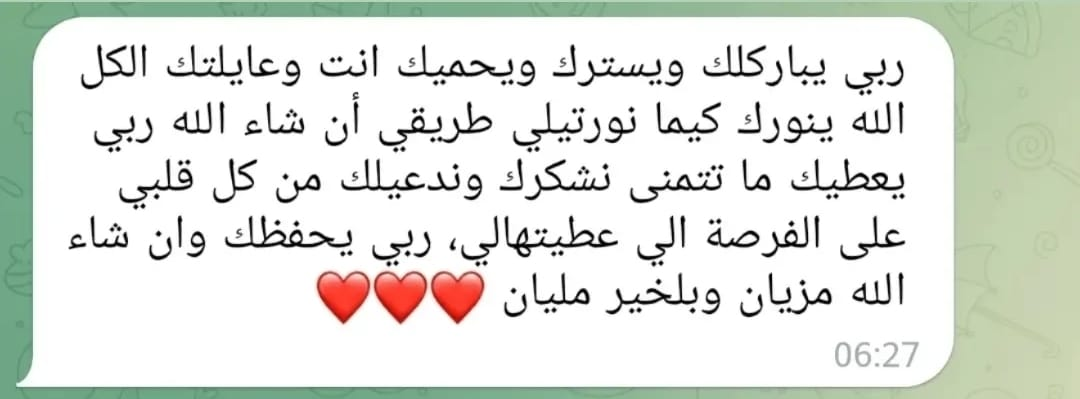 ربي يباركلك ويسترك ويحميك انت وعايلتك الكل
الله ينورك كيما نورتيلي طريقي أن شاء الله ربي
يعطيك ما تتمنى نشكرك وندعيلك من كل قلبي
على الفرصة الي عطيتهالي، ربي يحفظك وان شاء
الله مزيان وبلخير مليان ❤️❤️❤️
06:27